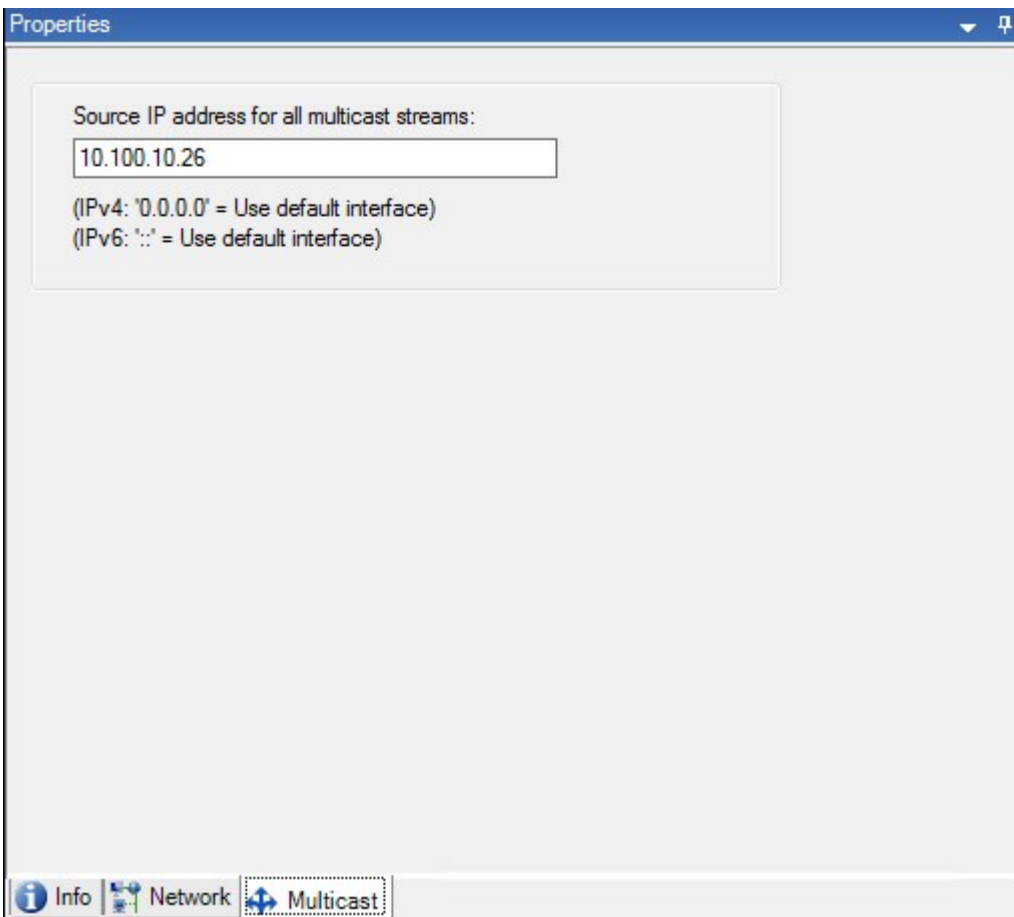 Properties
Source IP address for all multicast streams:
10.100.10.26
(IPv4: '0.0.0.0' = Use default interface)
(IPv6: '::' = Use default interface)
Info Network Multicast